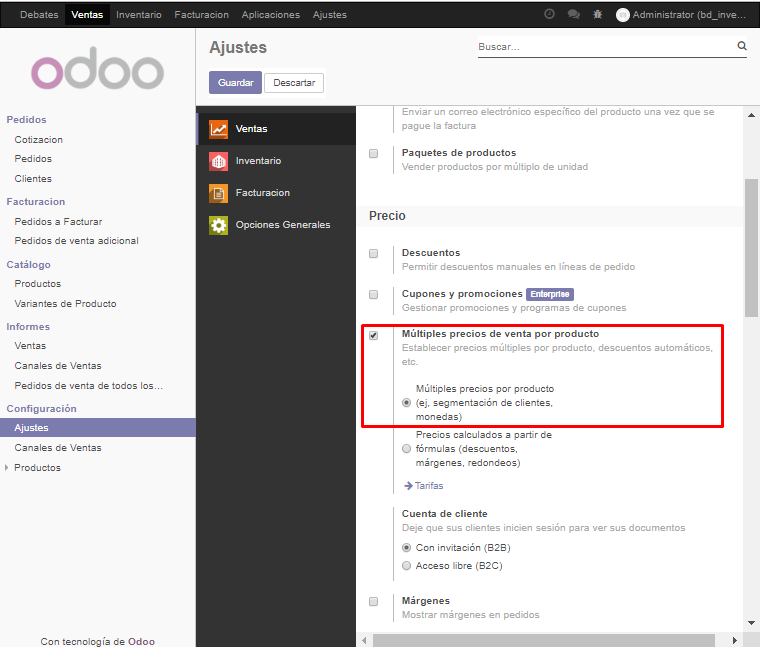 Debates Ventas Inventario Facturacion Aplicaciones Ajustes Administrator (bd_inve...
odoo
Ajustes
Buscar...
Guardar Descartar
Pedidos
Cotizacion
Pedidos
Clientes
Facturacion
Pedidos a Facturar
Pedidos de venta adicional
Catálogo
Productos
Variantes de Producto
Informes
Ventas
Canales de Ventas
Pedidos de venta de todos los...
Configuración
Ajustes
Canales de Ventas
Productos
Con tecnología de Odoo
Ventas
Inventario
Facturacion
Opciones Generales
Enviar un correo electrónico específico del producto una vez que se
pague la factura
Paquetes de productos
Vender productos por múltiplo de unidad
Precio
Descuentos
Permitir descuentos manuales en líneas de pedido
Cupones y promociones Enterprise
Gestionar promociones y programas de cupones
Múltiples precios de venta por producto
Establecer precios múltiples por producto, descuentos automáticos,
etc.
Múltiples precios por producto
(ej, segmentación de clientes,
monedas)
Precios calculados a partir de
fórmulas (descuentos,
márgenes, redondeos)
Tarifas
Cuenta de cliente
Deje que sus clientes inicien sesión para ver sus documentos
Con invitación (B2B)
Acceso libre (B2C)
Márgenes
Mostrar márgenes en pedidos